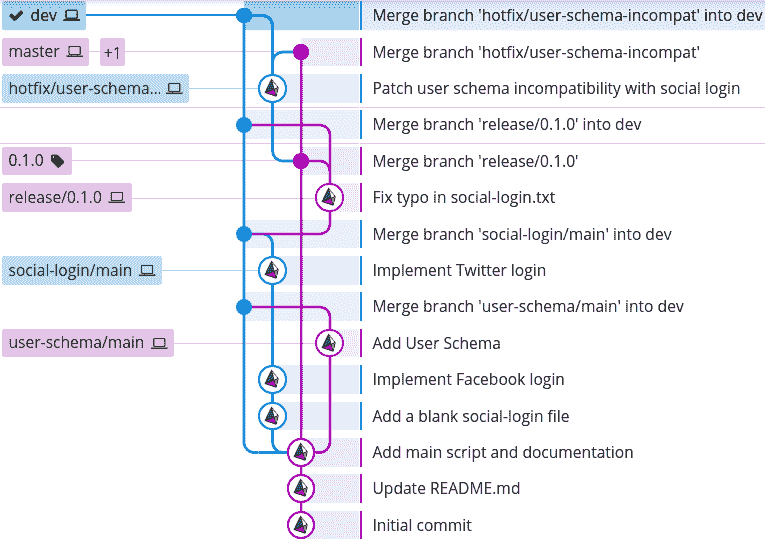 dev Merge branch 'hotfix/user-schema-incompat' into dev
master +1 Merge branch 'hotfix/user-schema-incompat'
hotfix/user-schema... Patch user schema incompatibility with social login
Merge branch 'release/0.1.0' into dev
0.1.0 Merge branch 'release/0.1.0'
release/0.1.0 Fix typo in social-login.txt
Merge branch 'social-login/main' into dev
social-login/main Implement Twitter login
Merge branch 'user-schema/main' into dev
user-schema/main Add User Schema
Implement Facebook login
Add a blank social-login file
Add main script and documentation
Update README.md
Initial commit